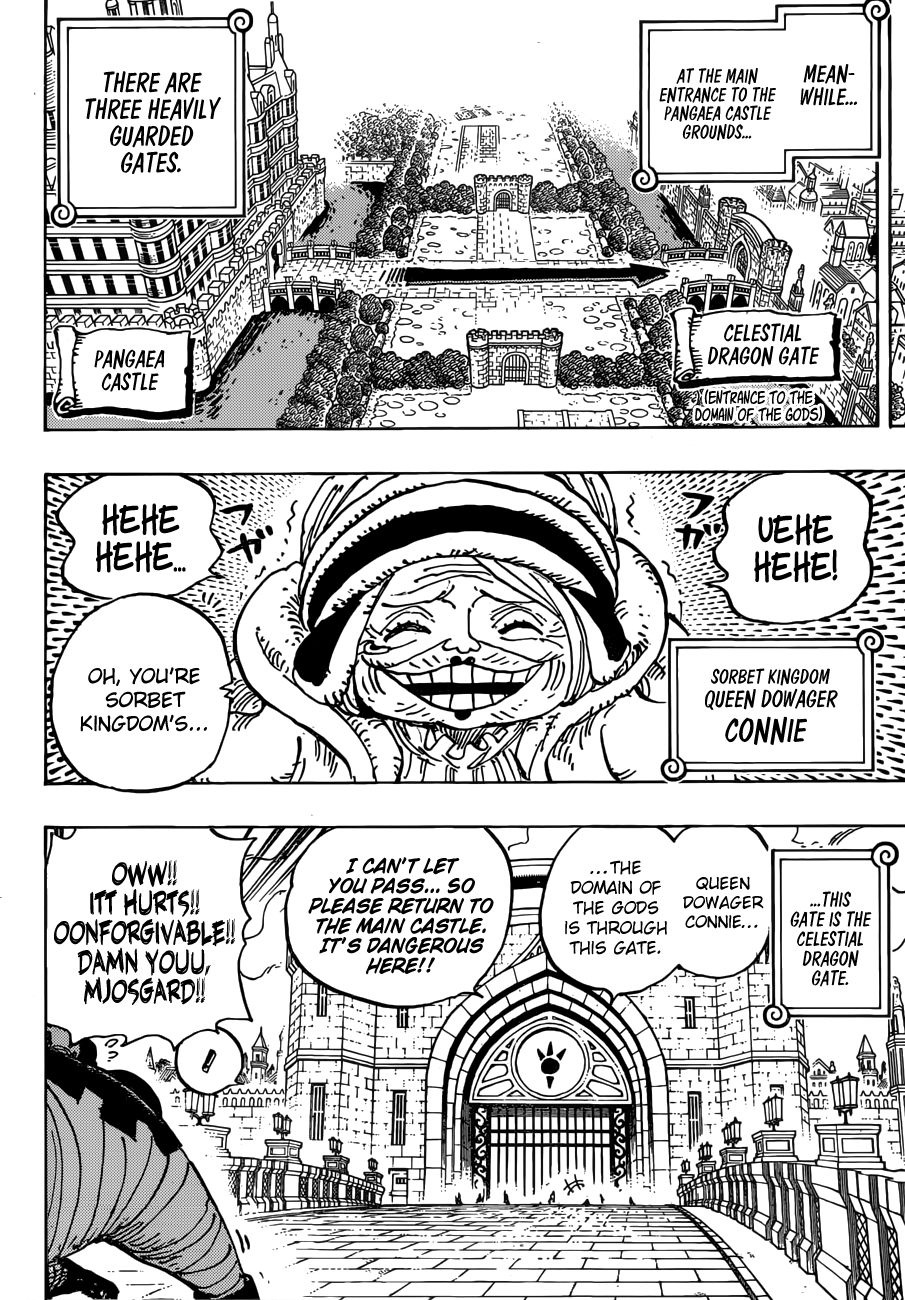 MEAN-
WHILE...
AT THE MAIN
ENTRANCE TO THE
PANGAEA CASTLE
GROUNDS...
THERE ARE
THREE HEAVILY
GUARDED
GATES.
CELESTIAL
DRAGON GATE
(ENTRANCE TO THE
DOMAIN OF THE GODS)
PANGAEA
CASTLE
UEHE
HEHE!
フガ
HEHE
HEHE...
フガ
SORBET KINGDOM
QUEEN DOWAGER
CONNIE
OH, YOU'RE
SORBET
KINGDOM'S...
...THIS
GATE IS THE
CELESTIAL
DRAGON
GATE.
QUEEN
DOWAGER
CONNIE...
...THE
DOMAIN OF
THE GODS
IS THROUGH
THIS GATE.
I CAN'T LET
YOU PASS... SO
PLEASE RETURN TO
THE MAIN CASTLE.
IT'S DANGEROUS
HERE!!
OWW!!
ITT HURTS!!
OONFORGIVABLE!!
DAMN YOUU,
MJOSGARD!!
!